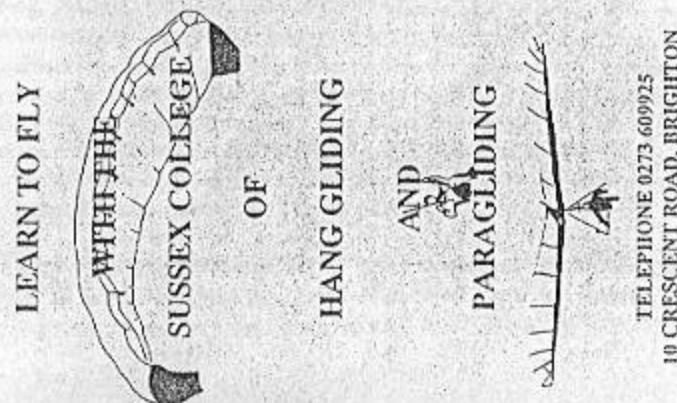 LEARN TO FLY
WITH THE
SUSSEX COLLEGE
OF
HANG GLIDING
AND
PARAGLIDING
TELEPHONE 0273 609925
10 CRESCENT ROAD, BRIGHTON